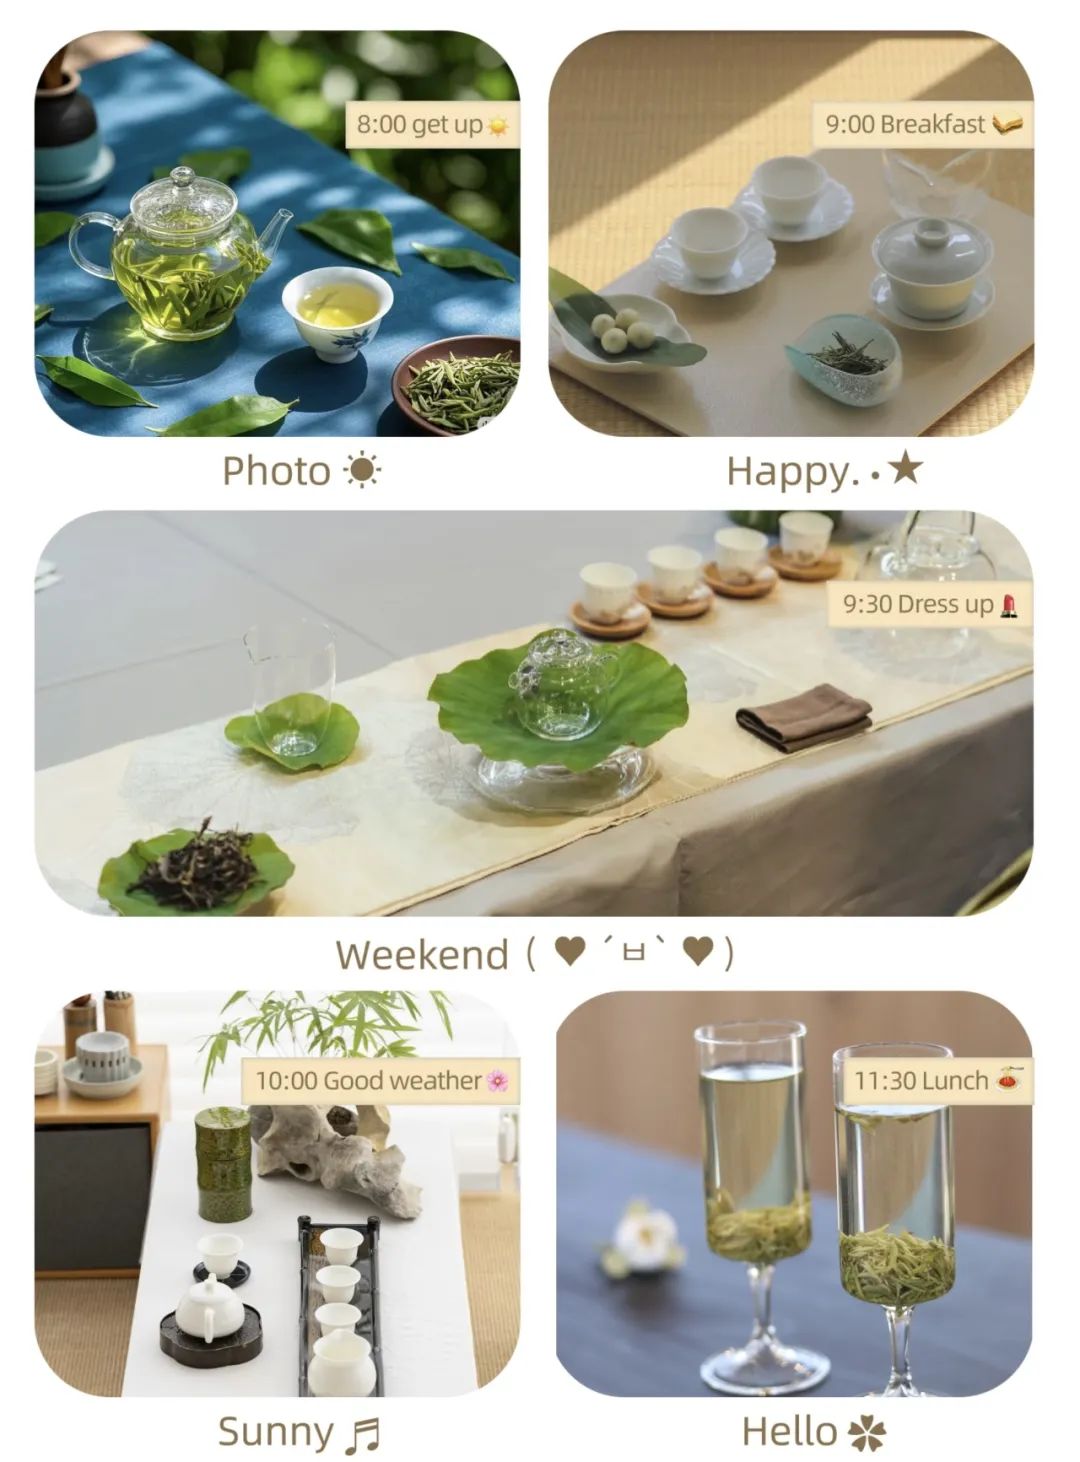 8:00 get up☀️
9:00 Breakfast 🥪
Photo ☀
Happy. · ★
9:30 Dress up💄
Weekend ( ♥ ´ㅂ` ♥ )
10:00 Good weather🌸
11:30 Lunch 🍝
Sunny ♬
Hello ✤